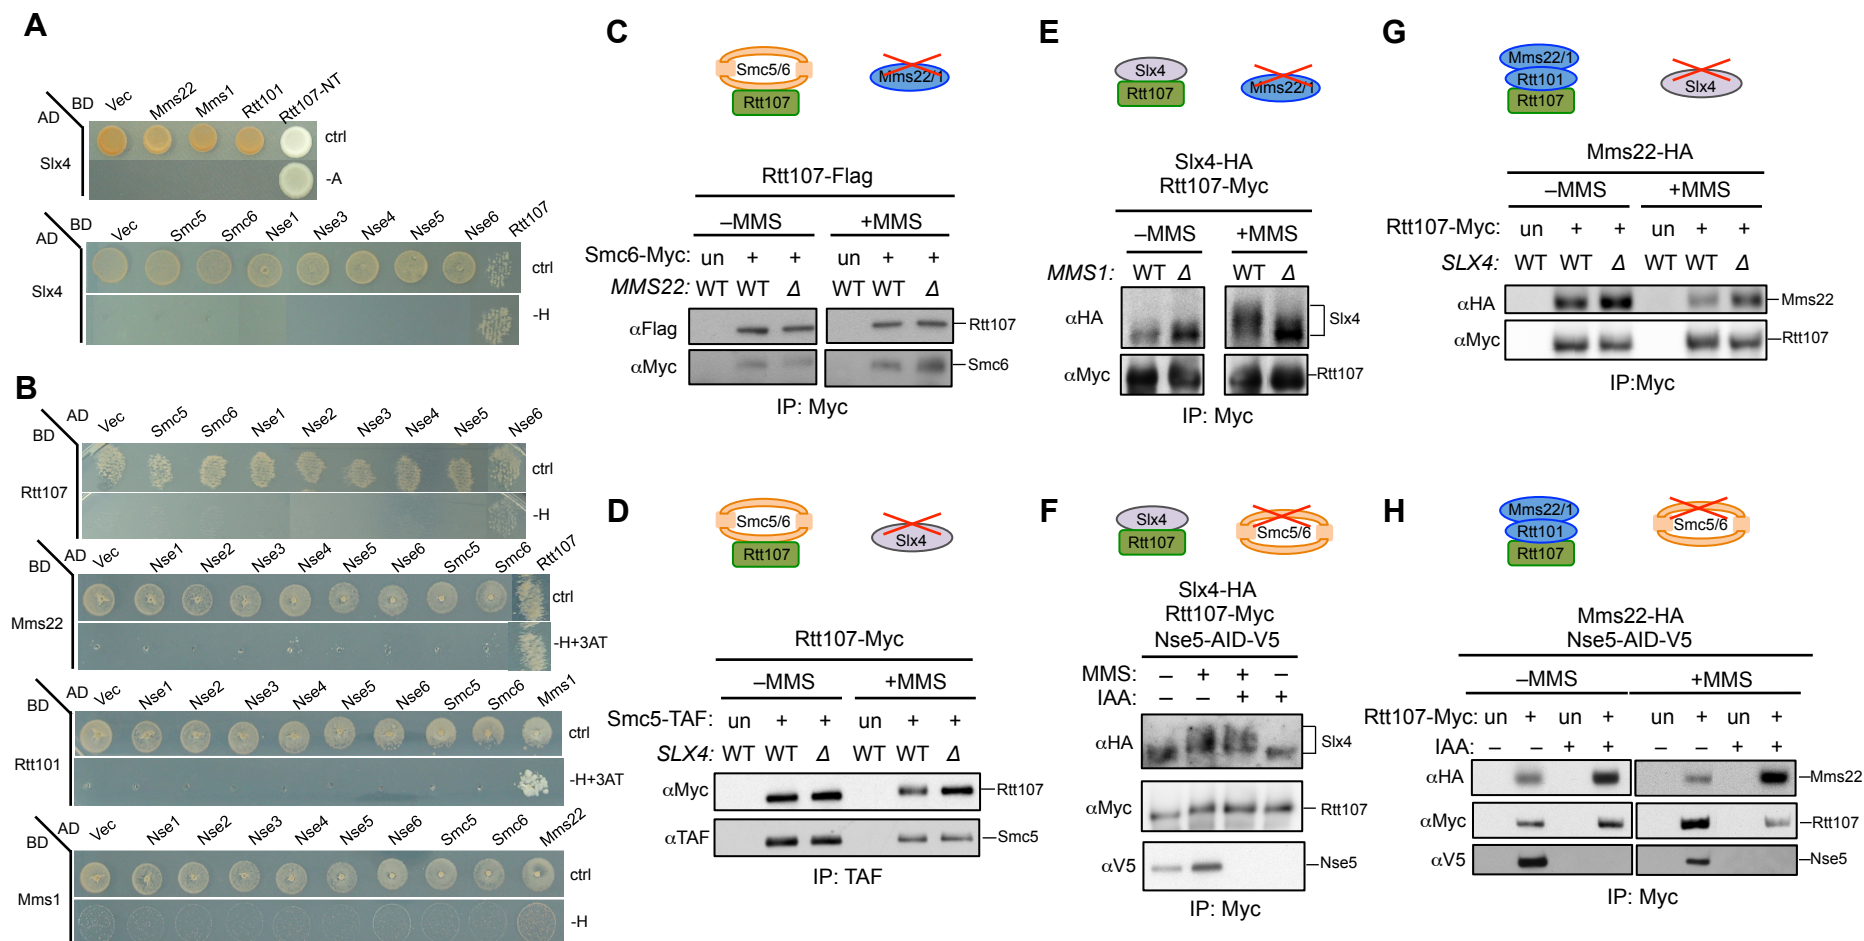 A
BD
AD
Vec
Mms22
Mms1
Rtt101
Rtt107-NT
Slx4
ctrl
-A
BD
AD
Vec
Smc5
Smc6
Nse1
Nse3
Nse4
Nse5
Nse6
Rtt107
Slx4
ctrl
-H
B
AD
BD
Vec
Smc5
Smc6
Nse1
Nse2
Nse3
Nse4
Nse5
Nse6
Rtt107
ctrl
-H
AD
BD
Vec
Nse1
Nse2
Nse3
Nse4
Nse5
Nse6
Smc5
Smc6
Rtt107
Mms22
ctrl
-H+3AT
AD
BD
Vec
Nse1
Nse2
Nse3
Nse4
Nse5
Nse6
Smc5
Smc6
Mms1
Rtt101
ctrl
-H+3AT
AD
BD
Vec
Nse1
Nse2
Nse3
Nse4
Nse5
Nse6
Smc5
Smc6
Mms22
Mms1
ctrl
-H
C
Smc5/6
Rtt107
Mms22/1
Rtt107-Flag
–MMS +MMS
Smc6-Myc: un + + un + +
MMS22: WT WT Δ WT WT Δ
αFlag Rtt107
αMyc Smc6
IP: Myc
D
Smc5/6
Rtt107
Slx4
Rtt107-Myc
–MMS +MMS
Smc5-TAF: un + + un + +
SLX4: WT WT Δ WT WT Δ
αMyc Rtt107
αTAF Smc5
IP: TAF
E
Slx4
Rtt107
Mms22/1
Slx4-HA
Rtt107-Myc
–MMS +MMS
MMS1: WT Δ WT Δ
αHA Slx4
αMyc Rtt107
IP: Myc
F
Slx4
Rtt107
Smc5/6
Slx4-HA
Rtt107-Myc
Nse5-AID-V5
MMS: – + + –
IAA: – – + +
αHA Slx4
αMyc Rtt107
αV5 Nse5
IP: Myc
G
Mms22/1
Rtt101
Rtt107
Slx4
Mms22-HA
–MMS +MMS
Rtt107-Myc: un + + un + +
SLX4: WT WT Δ WT WT Δ
αHA Mms22
αMyc Rtt107
IP:Myc
H
Mms22/1
Rtt101
Rtt107
Smc5/6
Mms22-HA
Nse5-AID-V5
–MMS +MMS
Rtt107-Myc: un + un + un + un +
IAA: – – + + – – + +
αHA Mms22
αMyc Rtt107
αV5 Nse5
IP: Myc